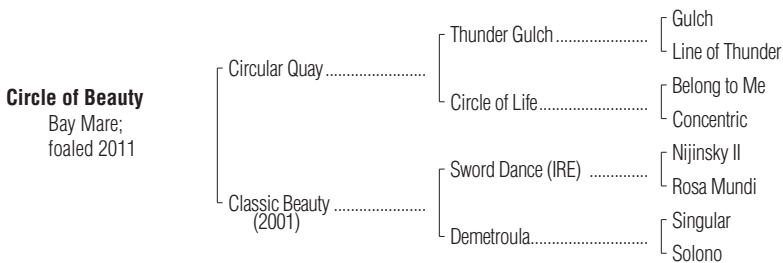 Circle of Beauty
Bay Mare;
foaled 2011
Circular Quay
Classic Beauty
(2001)
Thunder Gulch
Circle of Life
Sword Dance (IRE)
Demetroula
Gulch
Line of Thunder
Belong to Me
Concentric
Nijinsky II
Rosa Mundi
Singular
Solono